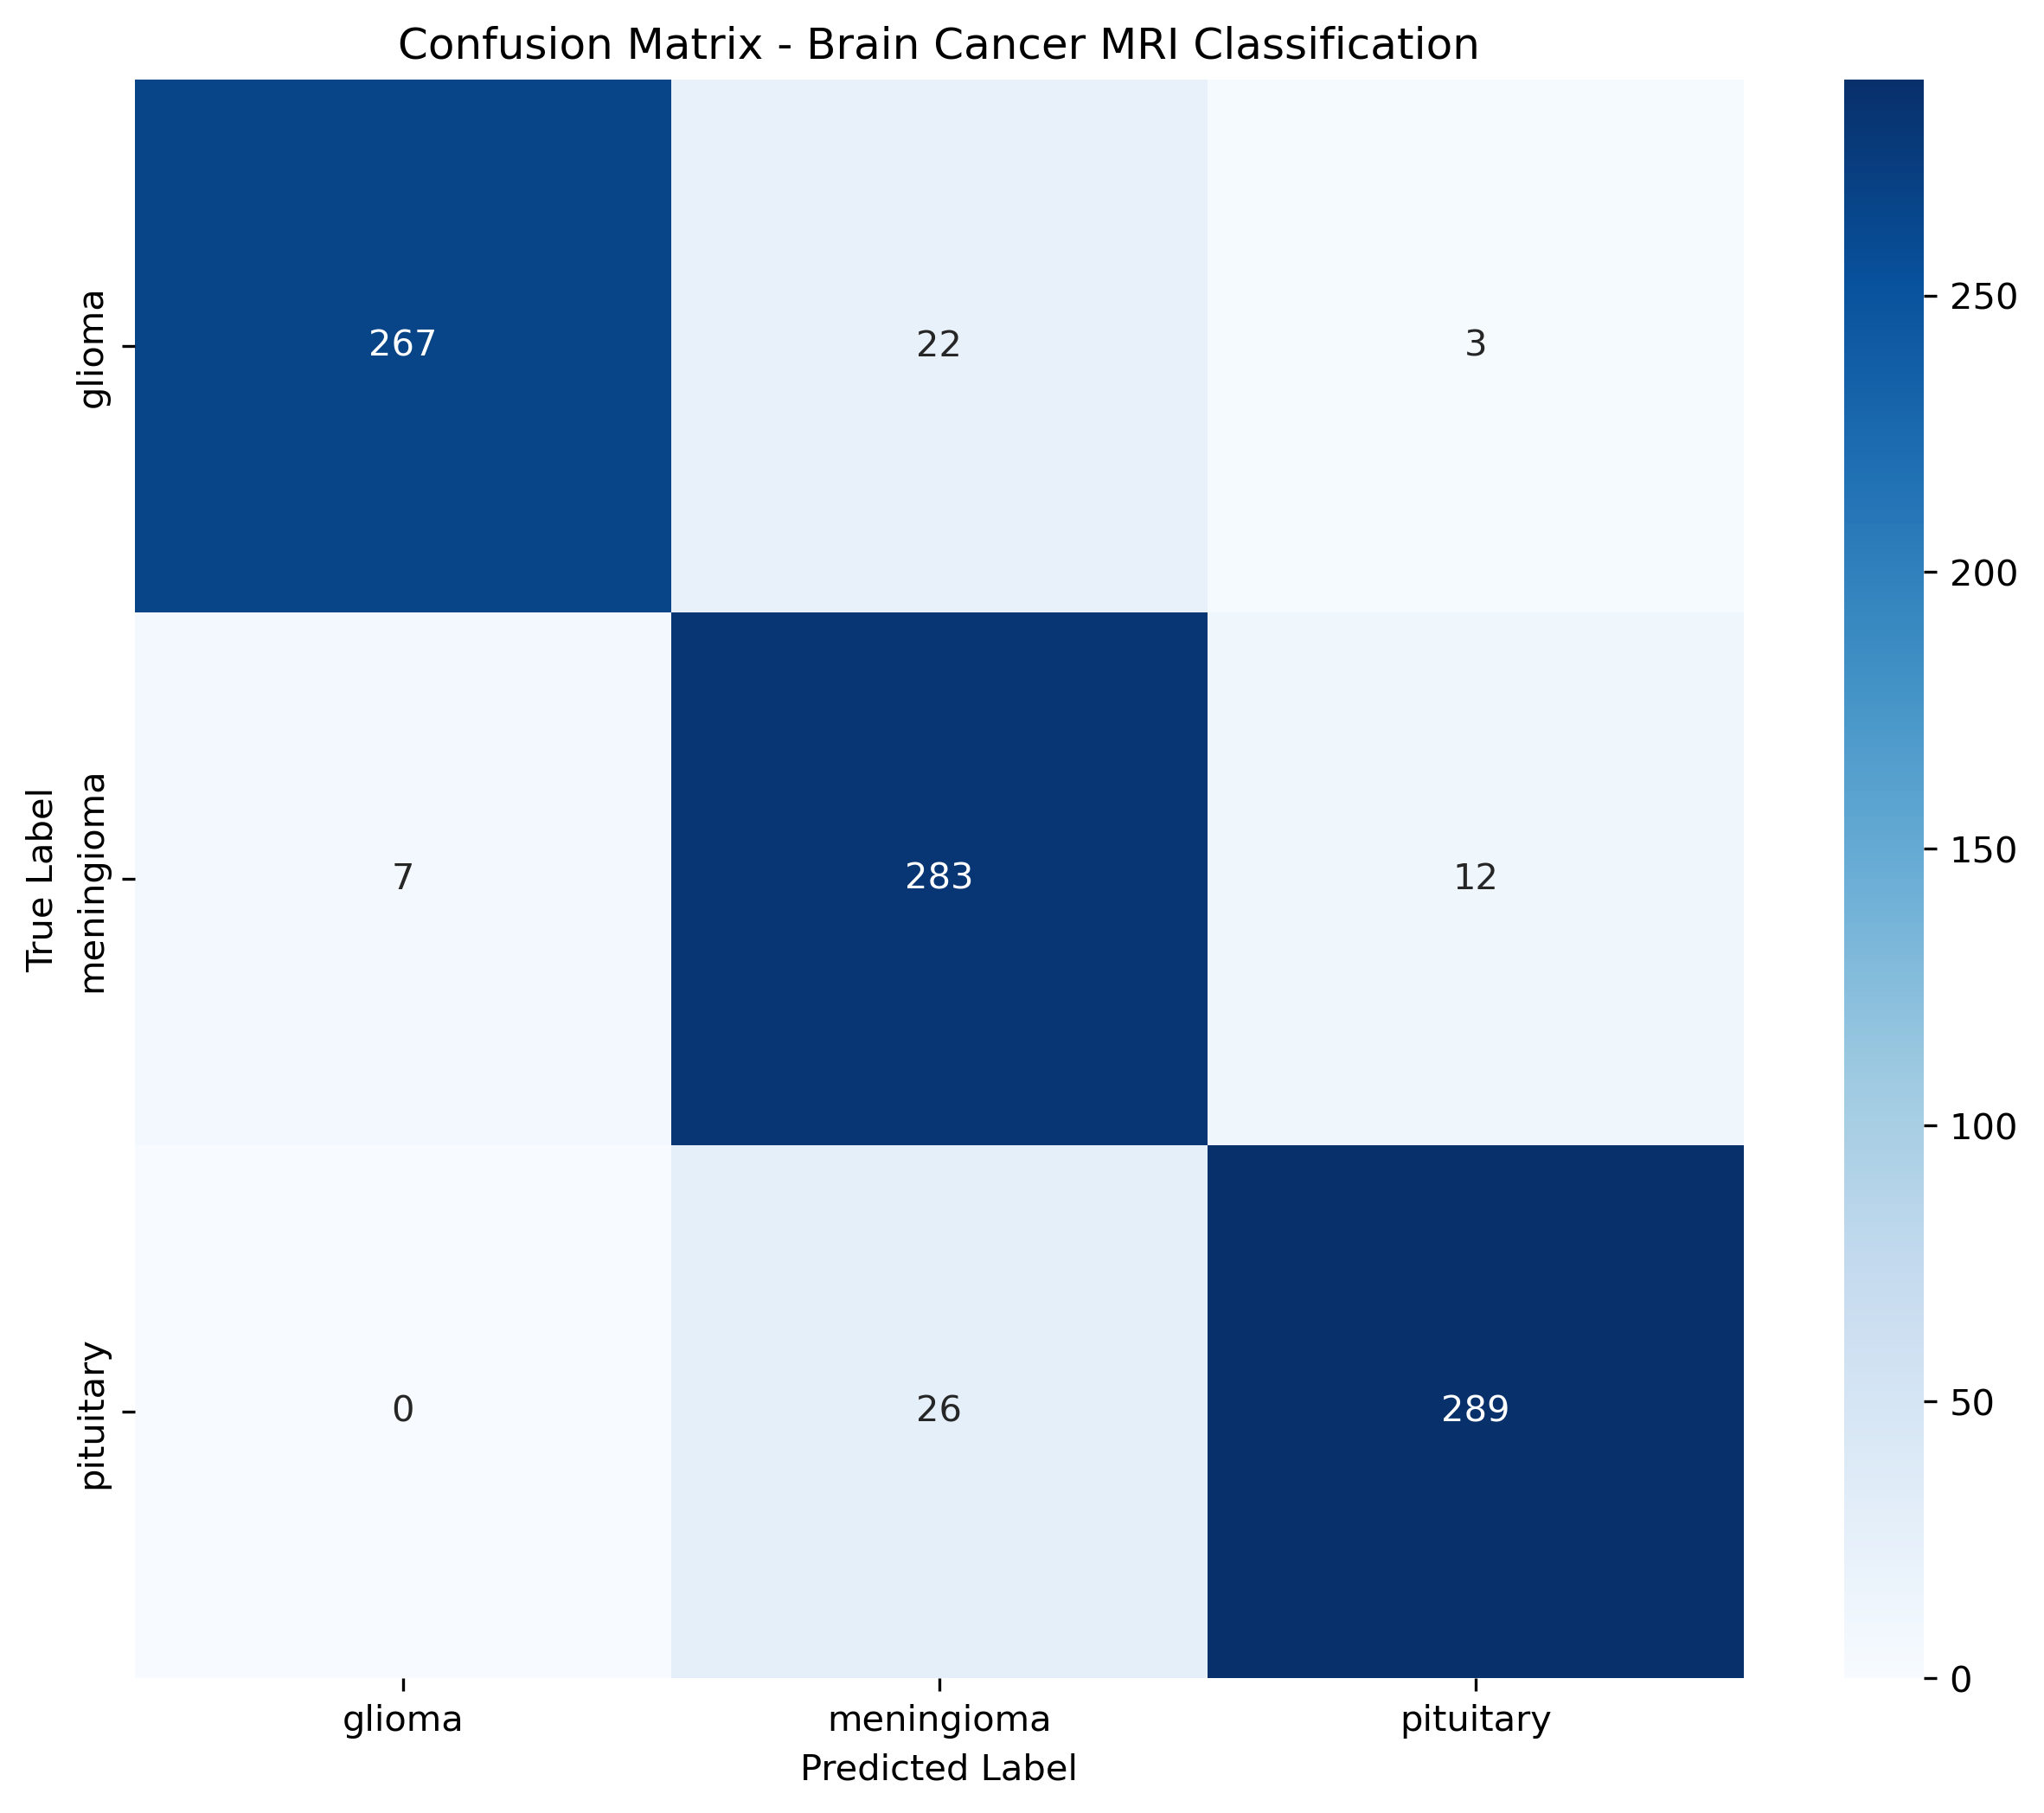 Confusion Matrix - Brain Cancer MRI Classification
True Label
glioma
267 22 3
meningioma
7 283 12
pituitary
0 26 289
glioma meningioma pituitary
Predicted Label
250
200
150
100
50
0